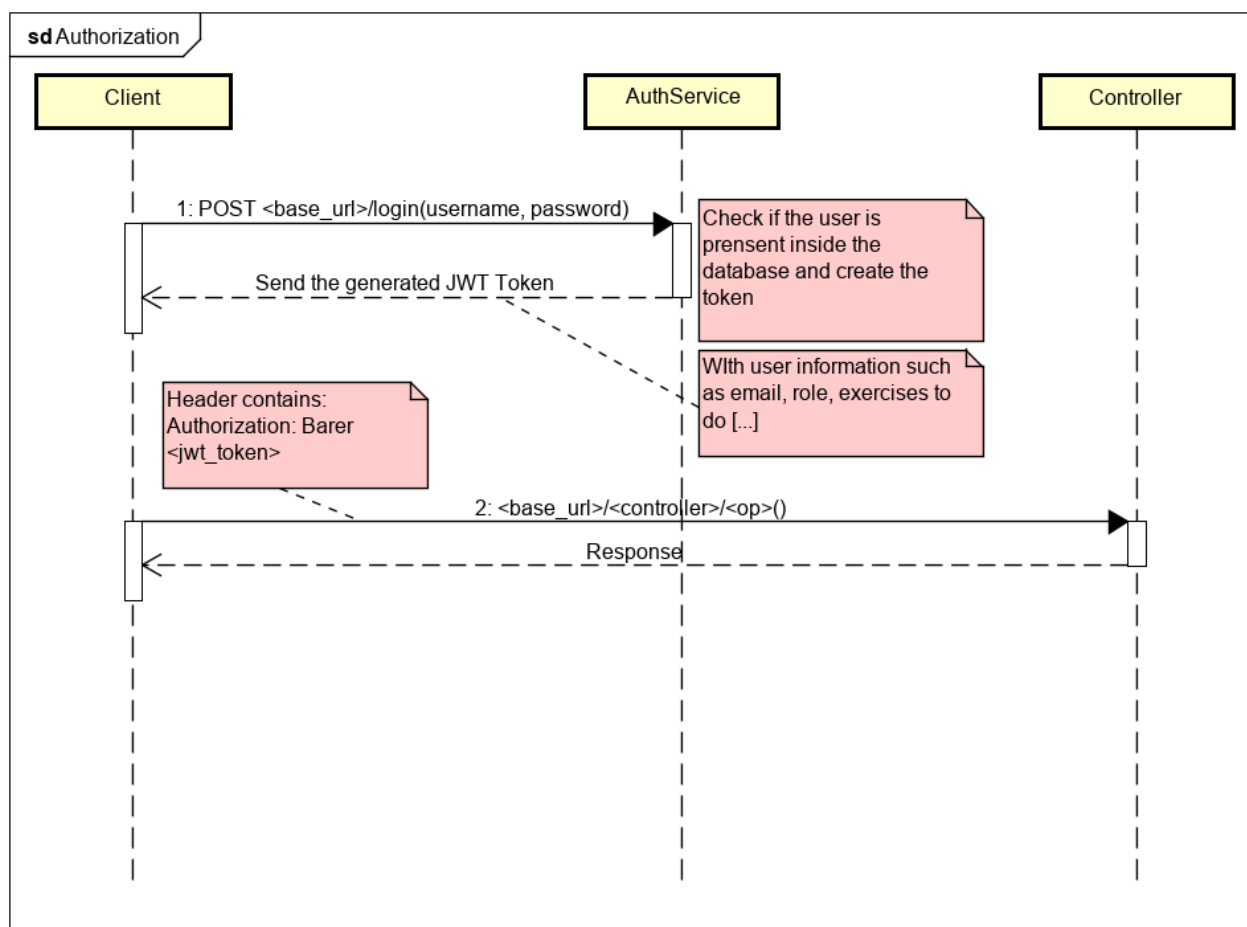 sd Authorization
Client
AuthService
Controller
1: POST <base_url>/login(username, password)
Check if the user is
prensent inside the
database and create the
token
Send the generated JWT Token
WIth user information such
as email, role, exercises to
do [...]
Header contains:
Authorization: Barer
<jwt_token>
2: <base_url>/<controller>/<op>()
Response